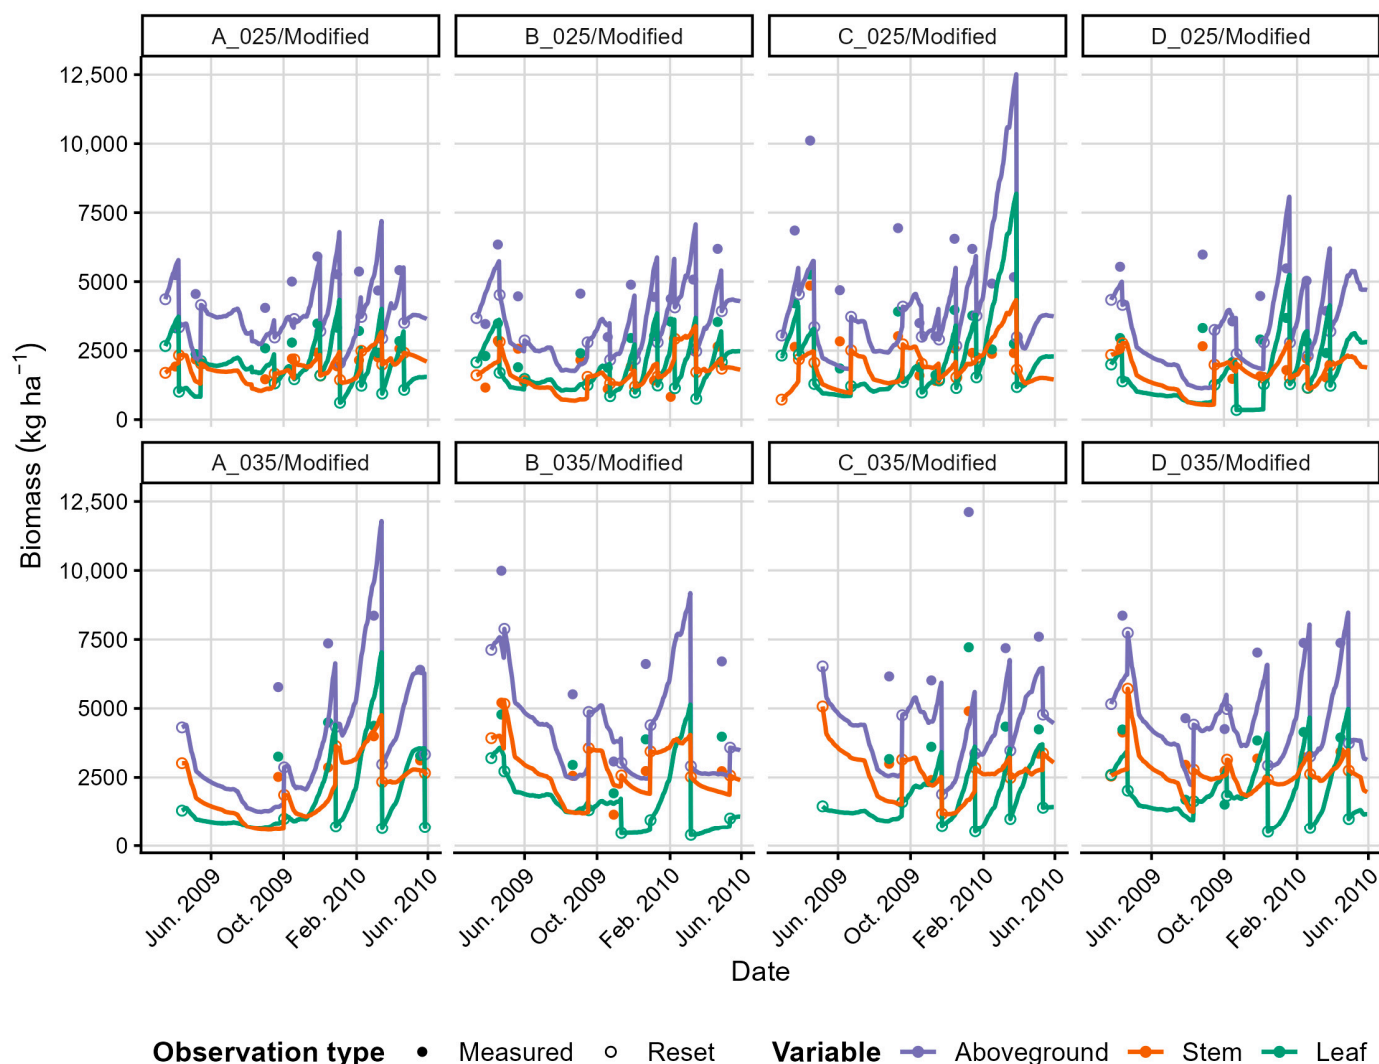 A_025/Modified B_025/Modified C_025/Modified D_025/Modified
12,500
10,000
7500
5000
2500
0
A_035/Modified B_035/Modified C_035/Modified D_035/Modified
12,500
10,000
7500
5000
2500
0
Biomass (kg ha⁻¹)
Jun. 2009 Oct. 2009 Feb. 2010 Jun. 2010 Jun. 2009 Oct. 2009 Feb. 2010 Jun. 2010 Jun. 2009 Oct. 2009 Feb. 2010 Jun. 2010 Jun. 2009 Oct. 2009 Feb. 2010 Jun. 2010
Date
Observation type Measured Reset Variable Aboveground Stem Leaf